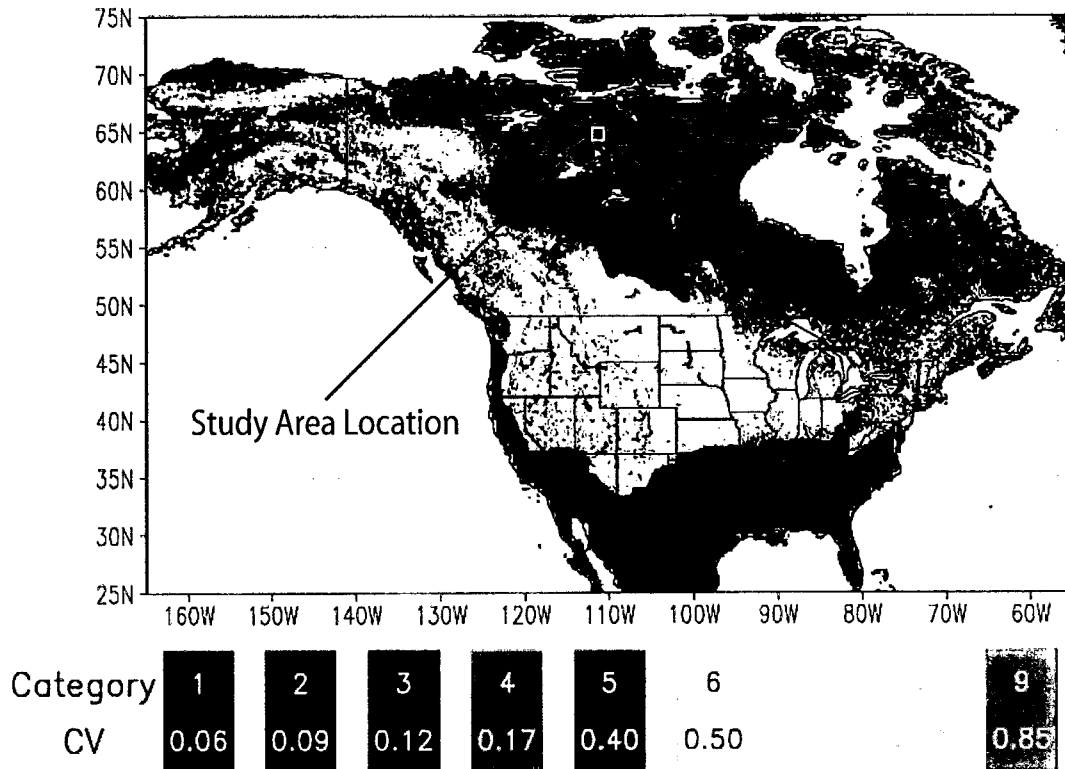 75N
70N
65N
60N
55N
50N
45N
40N
35N
30N
25N
Study Area Location
160W 150W 140W 130W 120W 110W 100W 90W 80W 70W 60W
Category 1 2 3 4 5 6 9
CV 0.06 0.09 0.12 0.17 0.40 0.50 0.85